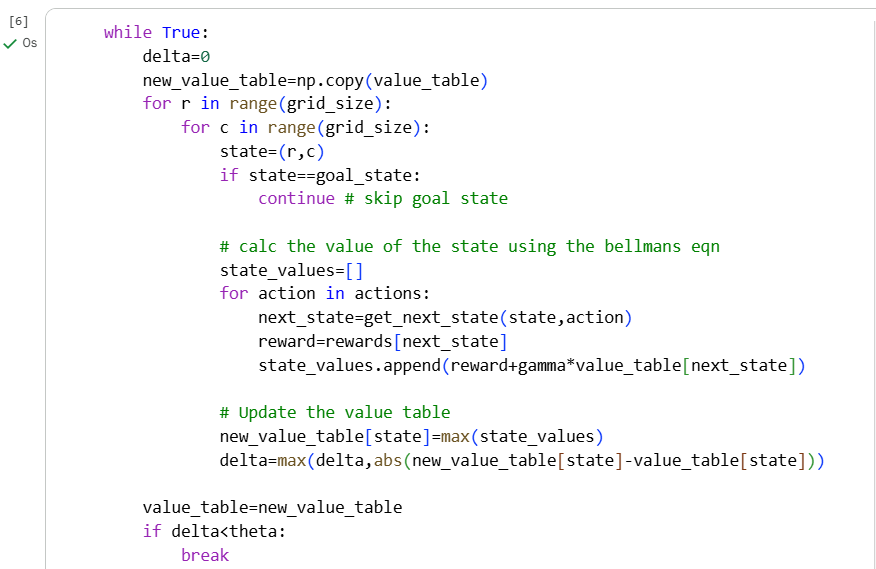 [6]
0s
while True:
    delta=0
    new_value_table=np.copy(value_table)
    for r in range(grid_size):
        for c in range(grid_size):
            state=(r,c)
            if state==goal_state:
                continue # skip goal state

            # calc the value of the state using the bellmans eqn
            state_values=[]
            for action in actions:
                next_state=get_next_state(state,action)
                reward=rewards[next_state]
                state_values.append(reward+gamma*value_table[next_state])

            # Update the value table
            new_value_table[state]=max(state_values)
            delta=max(delta,abs(new_value_table[state]-value_table[state]))

    value_table=new_value_table
    if delta<theta:
        break